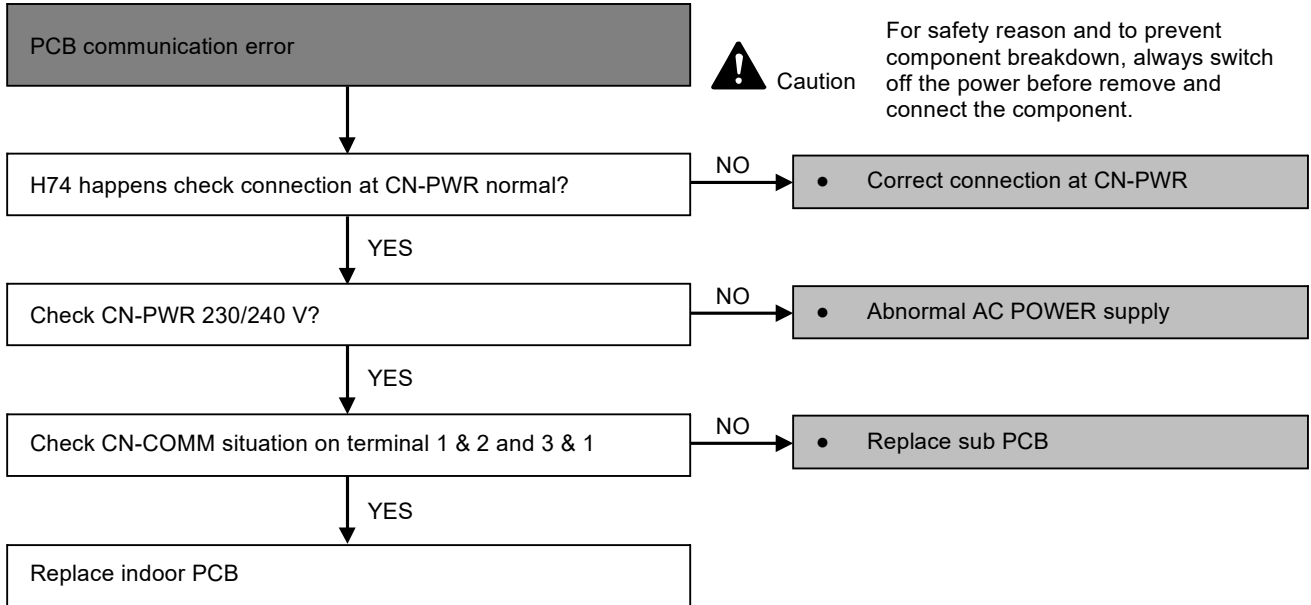 PCB communication error
Caution
For safety reason and to prevent
component breakdown, always switch
off the power before remove and
connect the component.
H74 happens check connection at CN-PWR normal?
NO
● Correct connection at CN-PWR
YES
Check CN-PWR 230/240 V?
NO
● Abnormal AC POWER supply
YES
Check CN-COMM situation on terminal 1 & 2 and 3 & 1
NO
● Replace sub PCB
YES
Replace indoor PCB